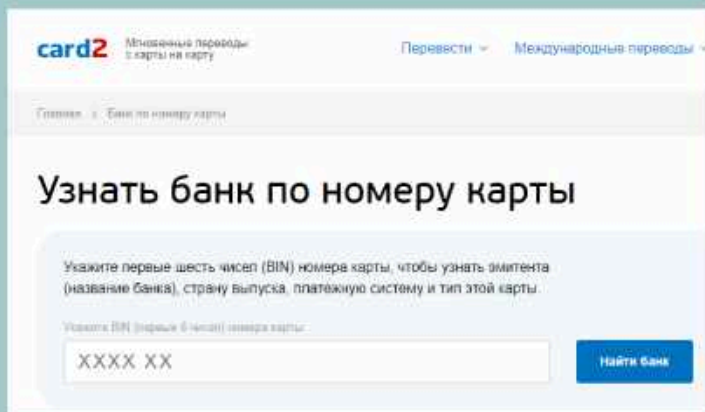 card2 Мгновенные переводы
с карты на карту
Перевести Международные переводы
Главная Банк по номеру карты
Узнать банк по номеру карты
Укажите первые шесть чисел (BIN) номера карты, чтобы узнать эмитента
(название банка), страну выпуска, платежную систему и тип этой карты.
Укажите BIN (первые 6 чисел) номера карты
XXXX XX
Найти банк